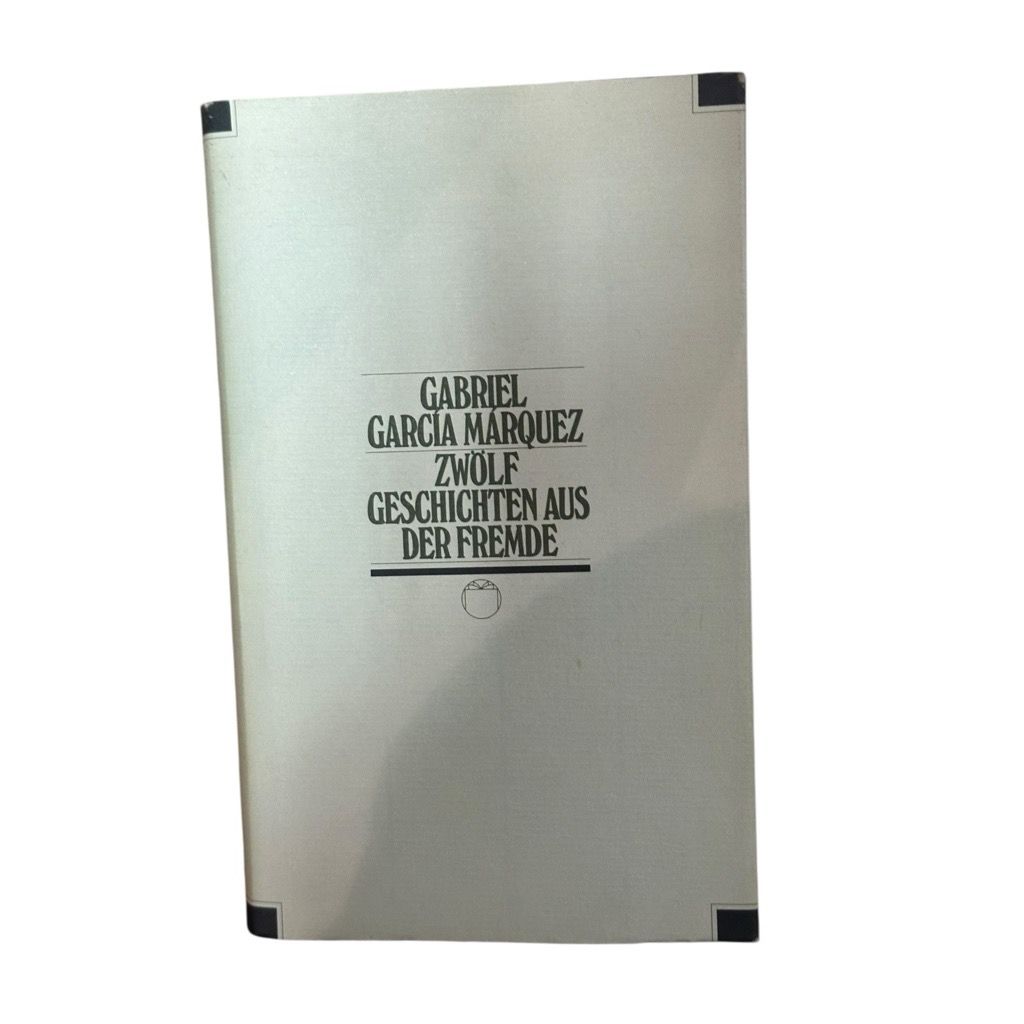 GABRIEL
GARCÍA MÁRQUEZ
ZWÖLF
GESCHICHTEN AUS
DER FREMDE